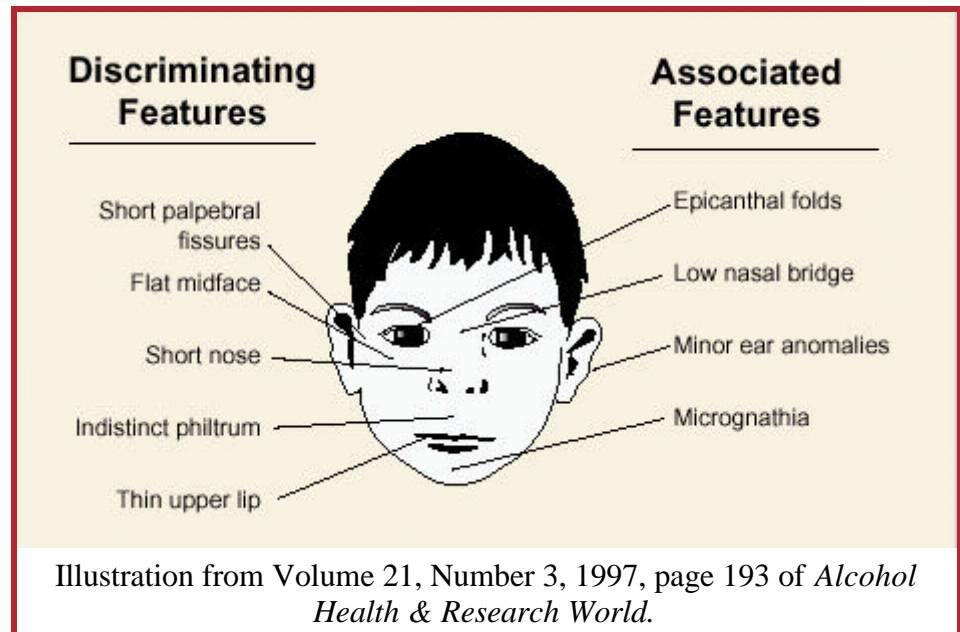 Discriminating
Features
Associated
Features
Short palpebral
fissures
Flat midface
Short nose
Indistinct philtrum
Thin upper lip
Epicanthal folds
Low nasal bridge
Minor ear anomalies
Micrognathia
Illustration from Volume 21, Number 3, 1997, page 193 of Alcohol
Health & Research World.